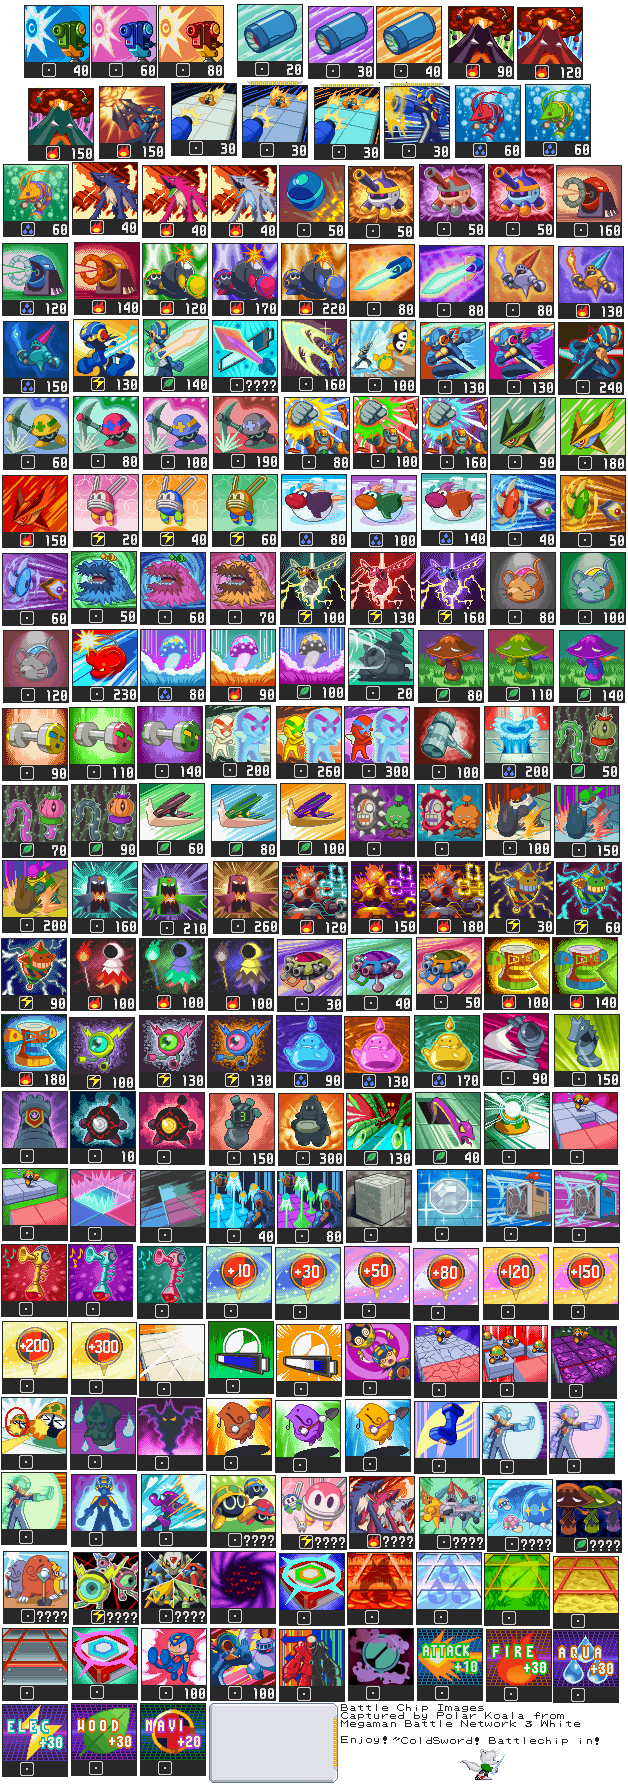 40 60 80 20 30 40 90 120
150 150 30 30 30 30 60 60
60 40 40 40 50 50 50 50 160
120 140 120 170 220 80 80 80 130
150 130 140 ???? 160 100 130 130 240
60 80 100 190 80 100 160 90 180
150 20 40 60 80 100 140 40 50
60 50 60 70 100 130 160 80 100
120 230 80 90 100 20 80 110 140
90 110 140 200 260 300 100 200 50
70 90 60 80 100 100 150
200 160 210 260 120 150 180 30 60
90 100 100 100 30 40 50 100 140
180 100 130 130 90 130 170 90 150
10 3 150 300 130 40
40 80
+10 +30 +50 +80 +120 +150
+200 +300
???? ???? ???? ???? ???? ????
???? ???? ????
100 100 ATTACK +10 FIRE +30 AQUA +30
ELEC +30 WOOD +30 NAVI +20
Battle Chip Images
Captured by Polar Koala from
Megaman Battle Network 3 White
Enjoy! ~ColdSword! Battlechip in!